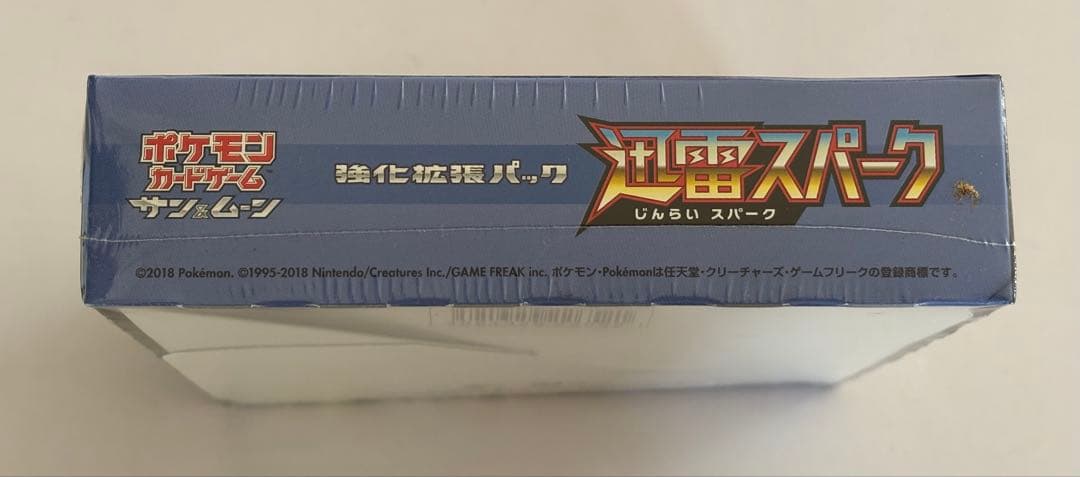 ポケモン
カードゲーム
サン&ムーン
強化拡張パック
迅雷スパーク
じんらい スパーク
©2018 Pokémon. ©1995-2018 Nintendo/Creatures Inc./GAME FREAK inc. ポケモン・Pokémonは任天堂・クリーチャーズ・ゲームフリークの登録商標です。